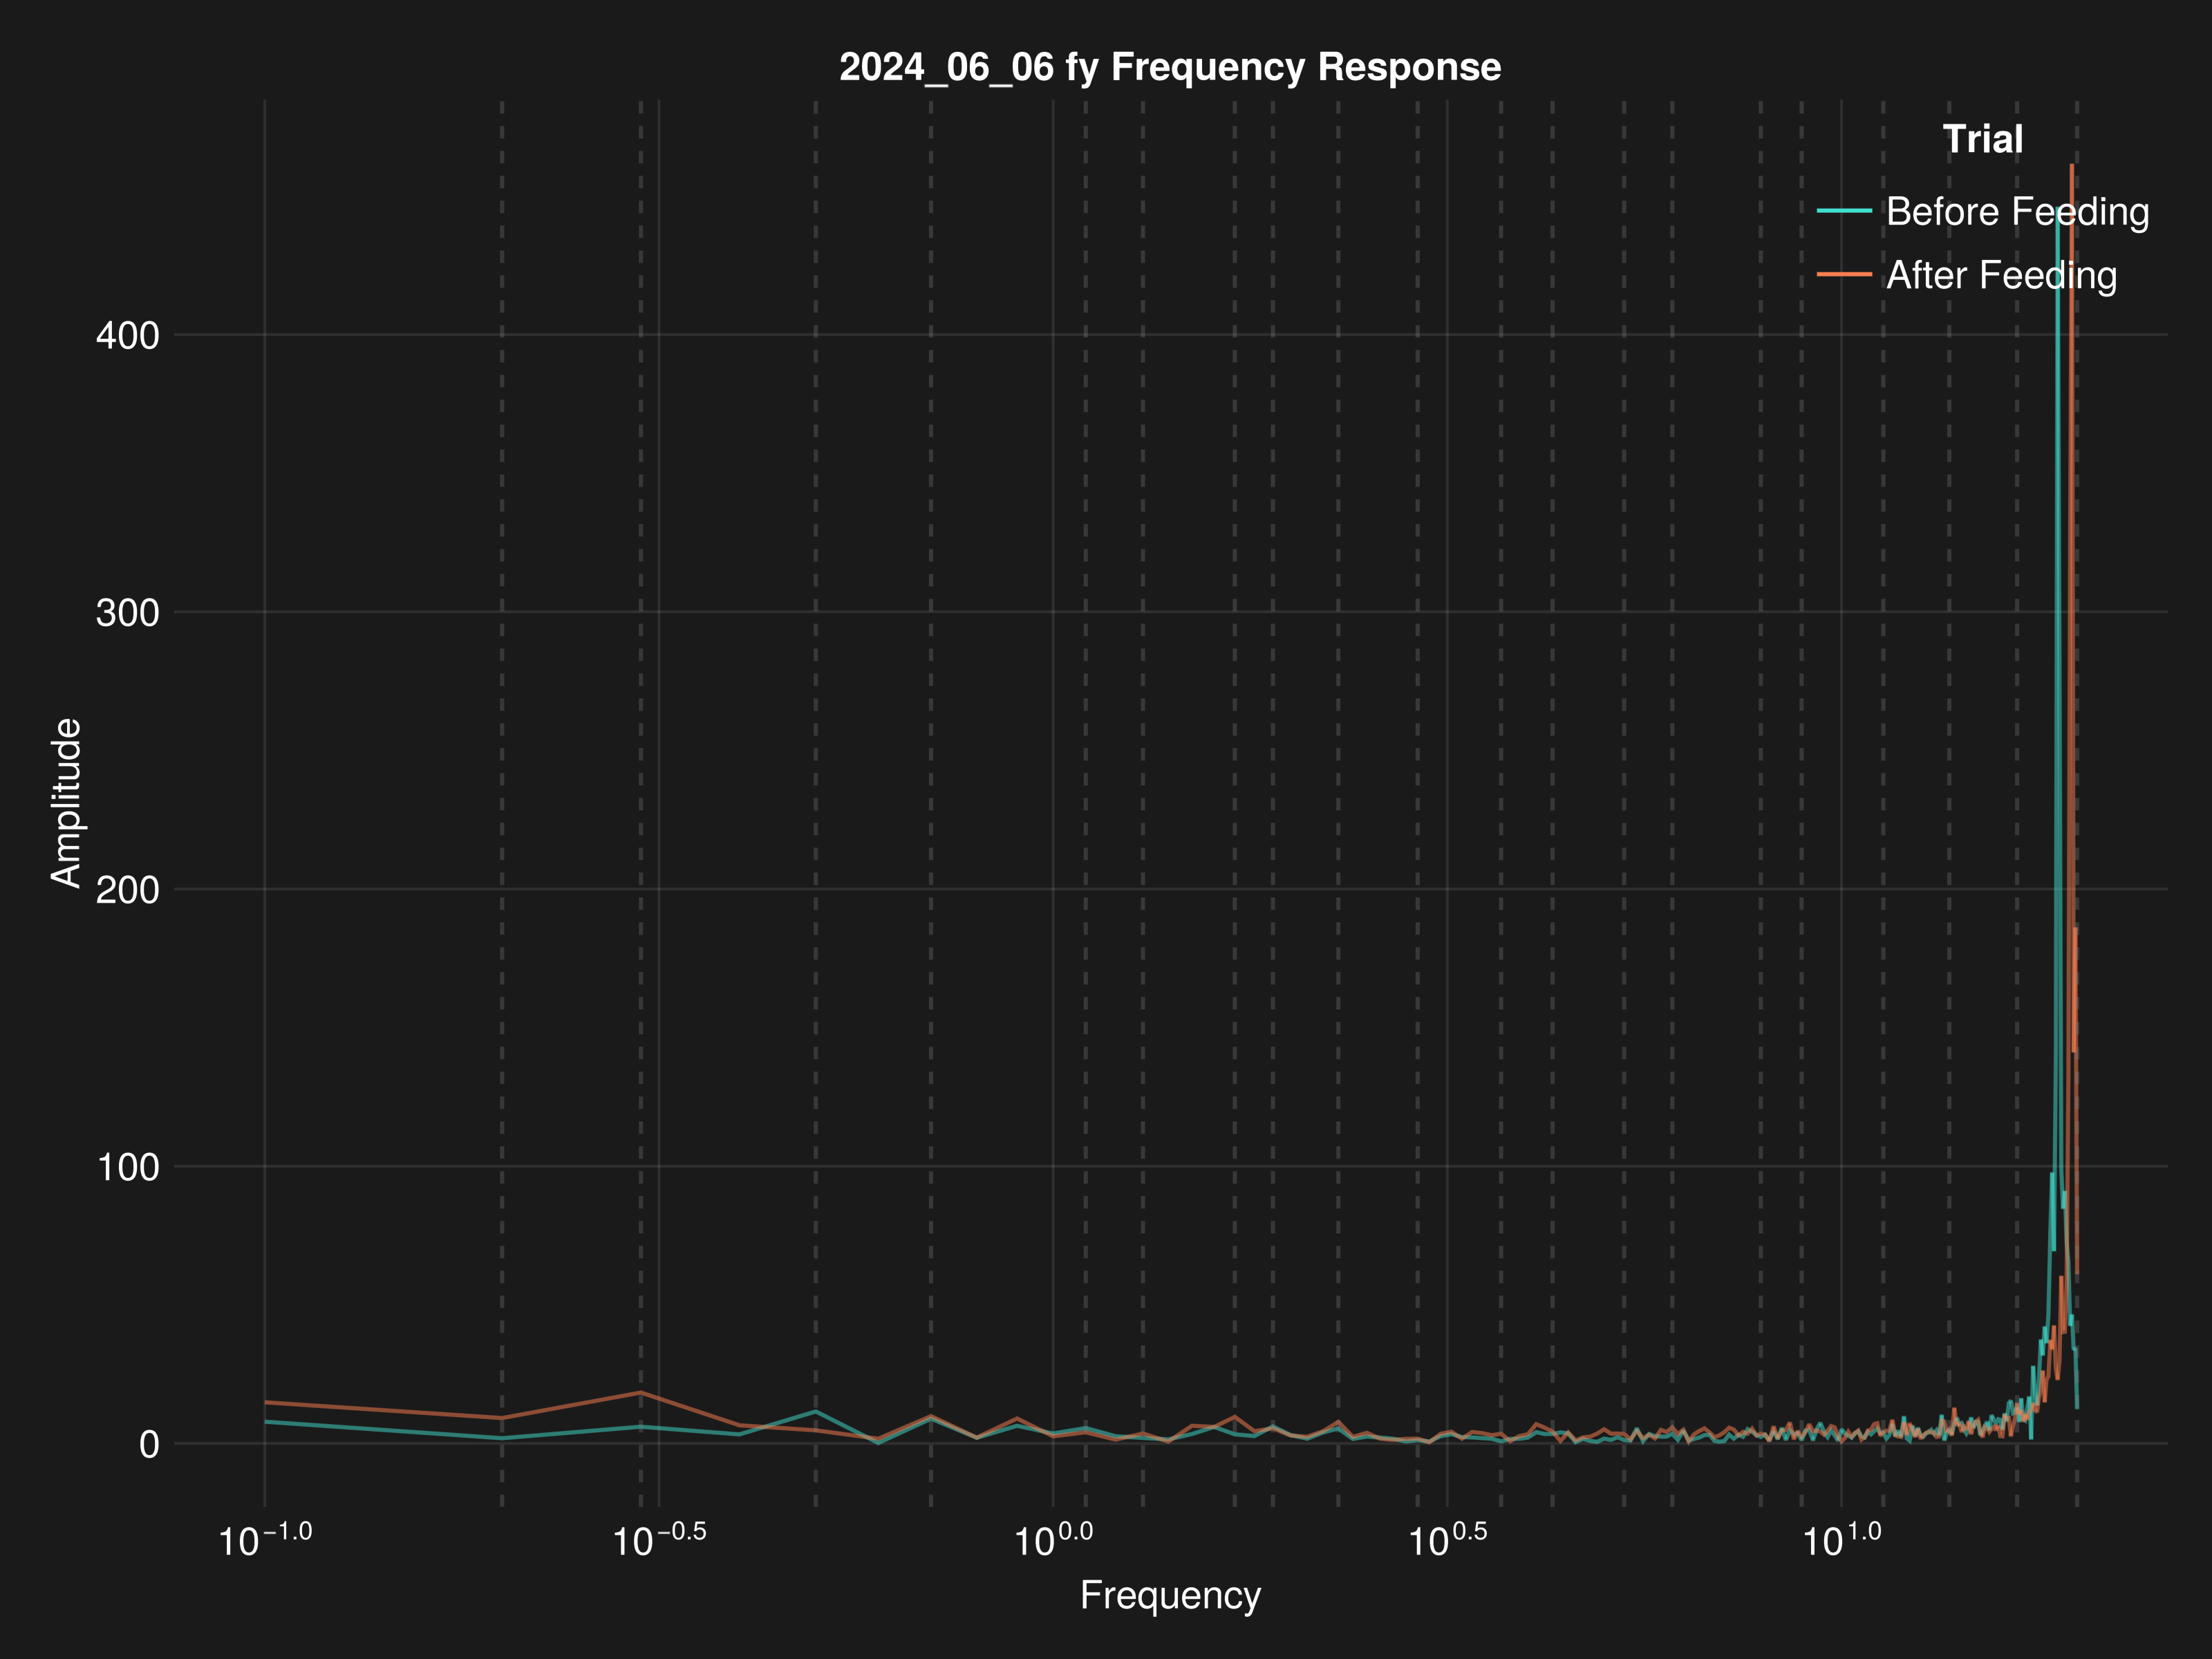 2024_06_06 fy Frequency Response
Trial
Before Feeding
After Feeding
400
300
200
100
0
Amplitude
10^−1.0 10^−0.5 10^0.0 10^0.5 10^1.0
Frequency